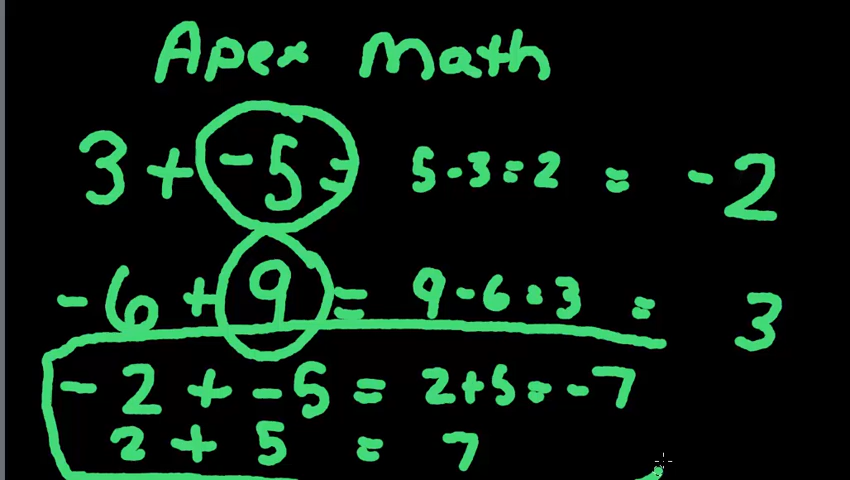 Apex Math
3 + -5 = 5-3=2 = -2
-6 + 9 = 9-6=3 = 3
-2 + -5 = 2+5=-7
2 + 5 = 7